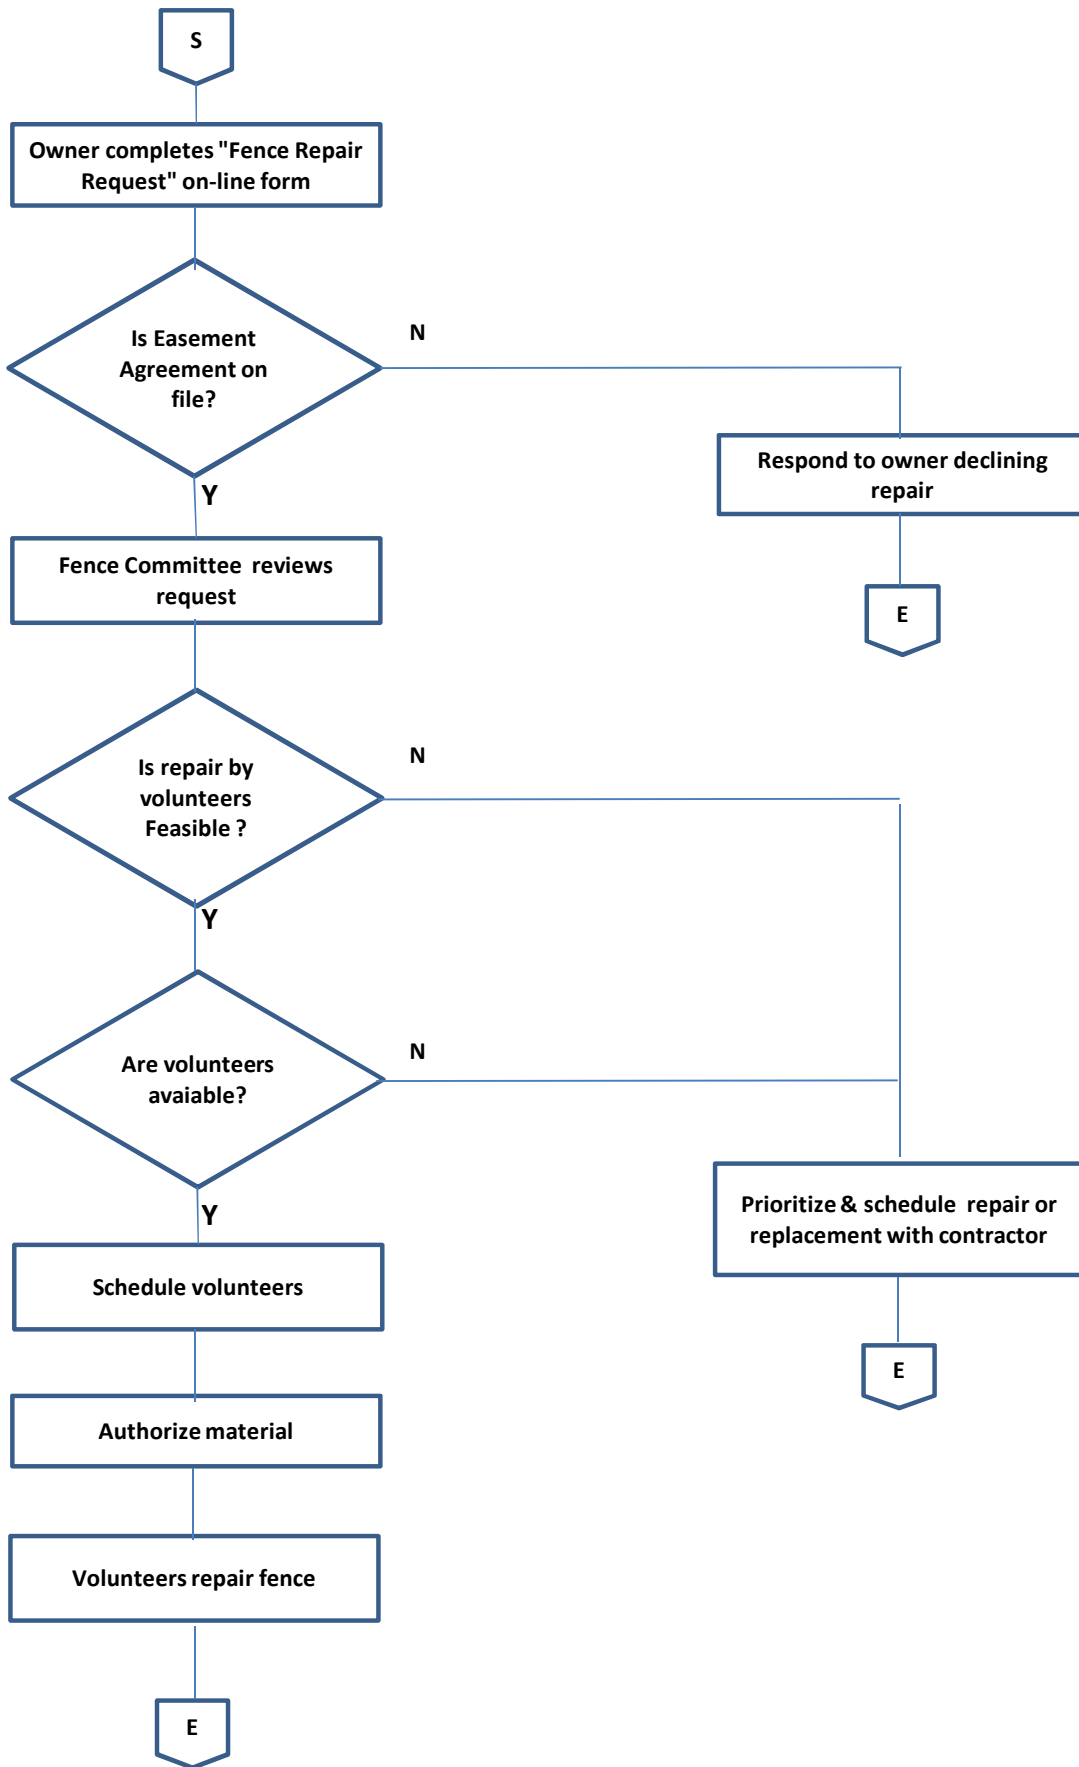 S
Owner completes "Fence Repair
Request" on-line form
Is Easement
Agreement on
file?
N
Y
Respond to owner declining
repair
Fence Committee reviews
request
E
Is repair by
volunteers
Feasible ?
N
Y
Are volunteers
avaiable?
N
Y
Prioritize & schedule repair or
replacement with contractor
Schedule volunteers
E
Authorize material
Volunteers repair fence
E